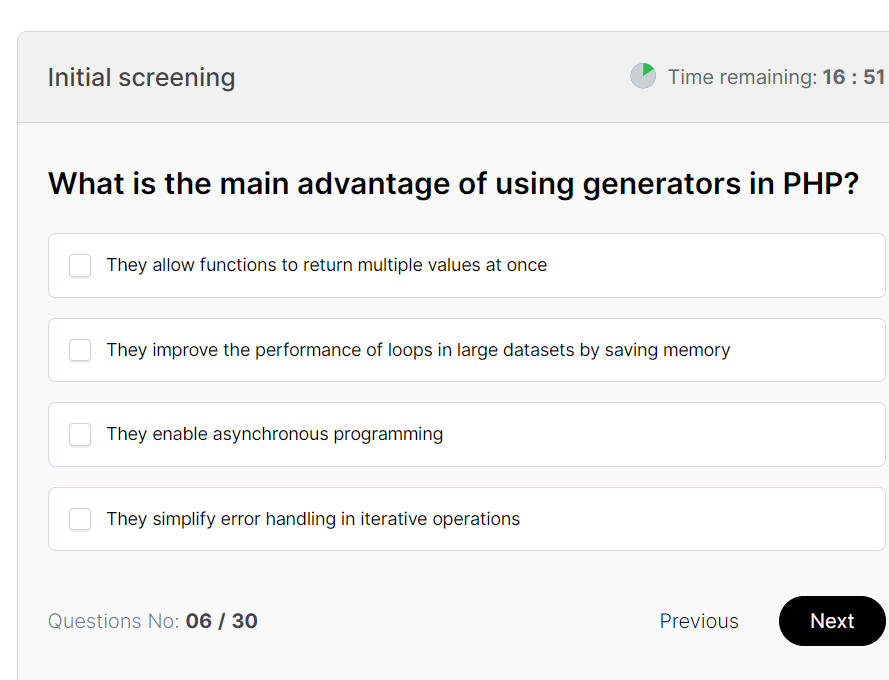 Initial screening
Time remaining: 16 : 51
What is the main advantage of using generators in PHP?
They allow functions to return multiple values at once
They improve the performance of loops in large datasets by saving memory
They enable asynchronous programming
They simplify error handling in iterative operations
Questions No: 06 / 30
Previous
Next